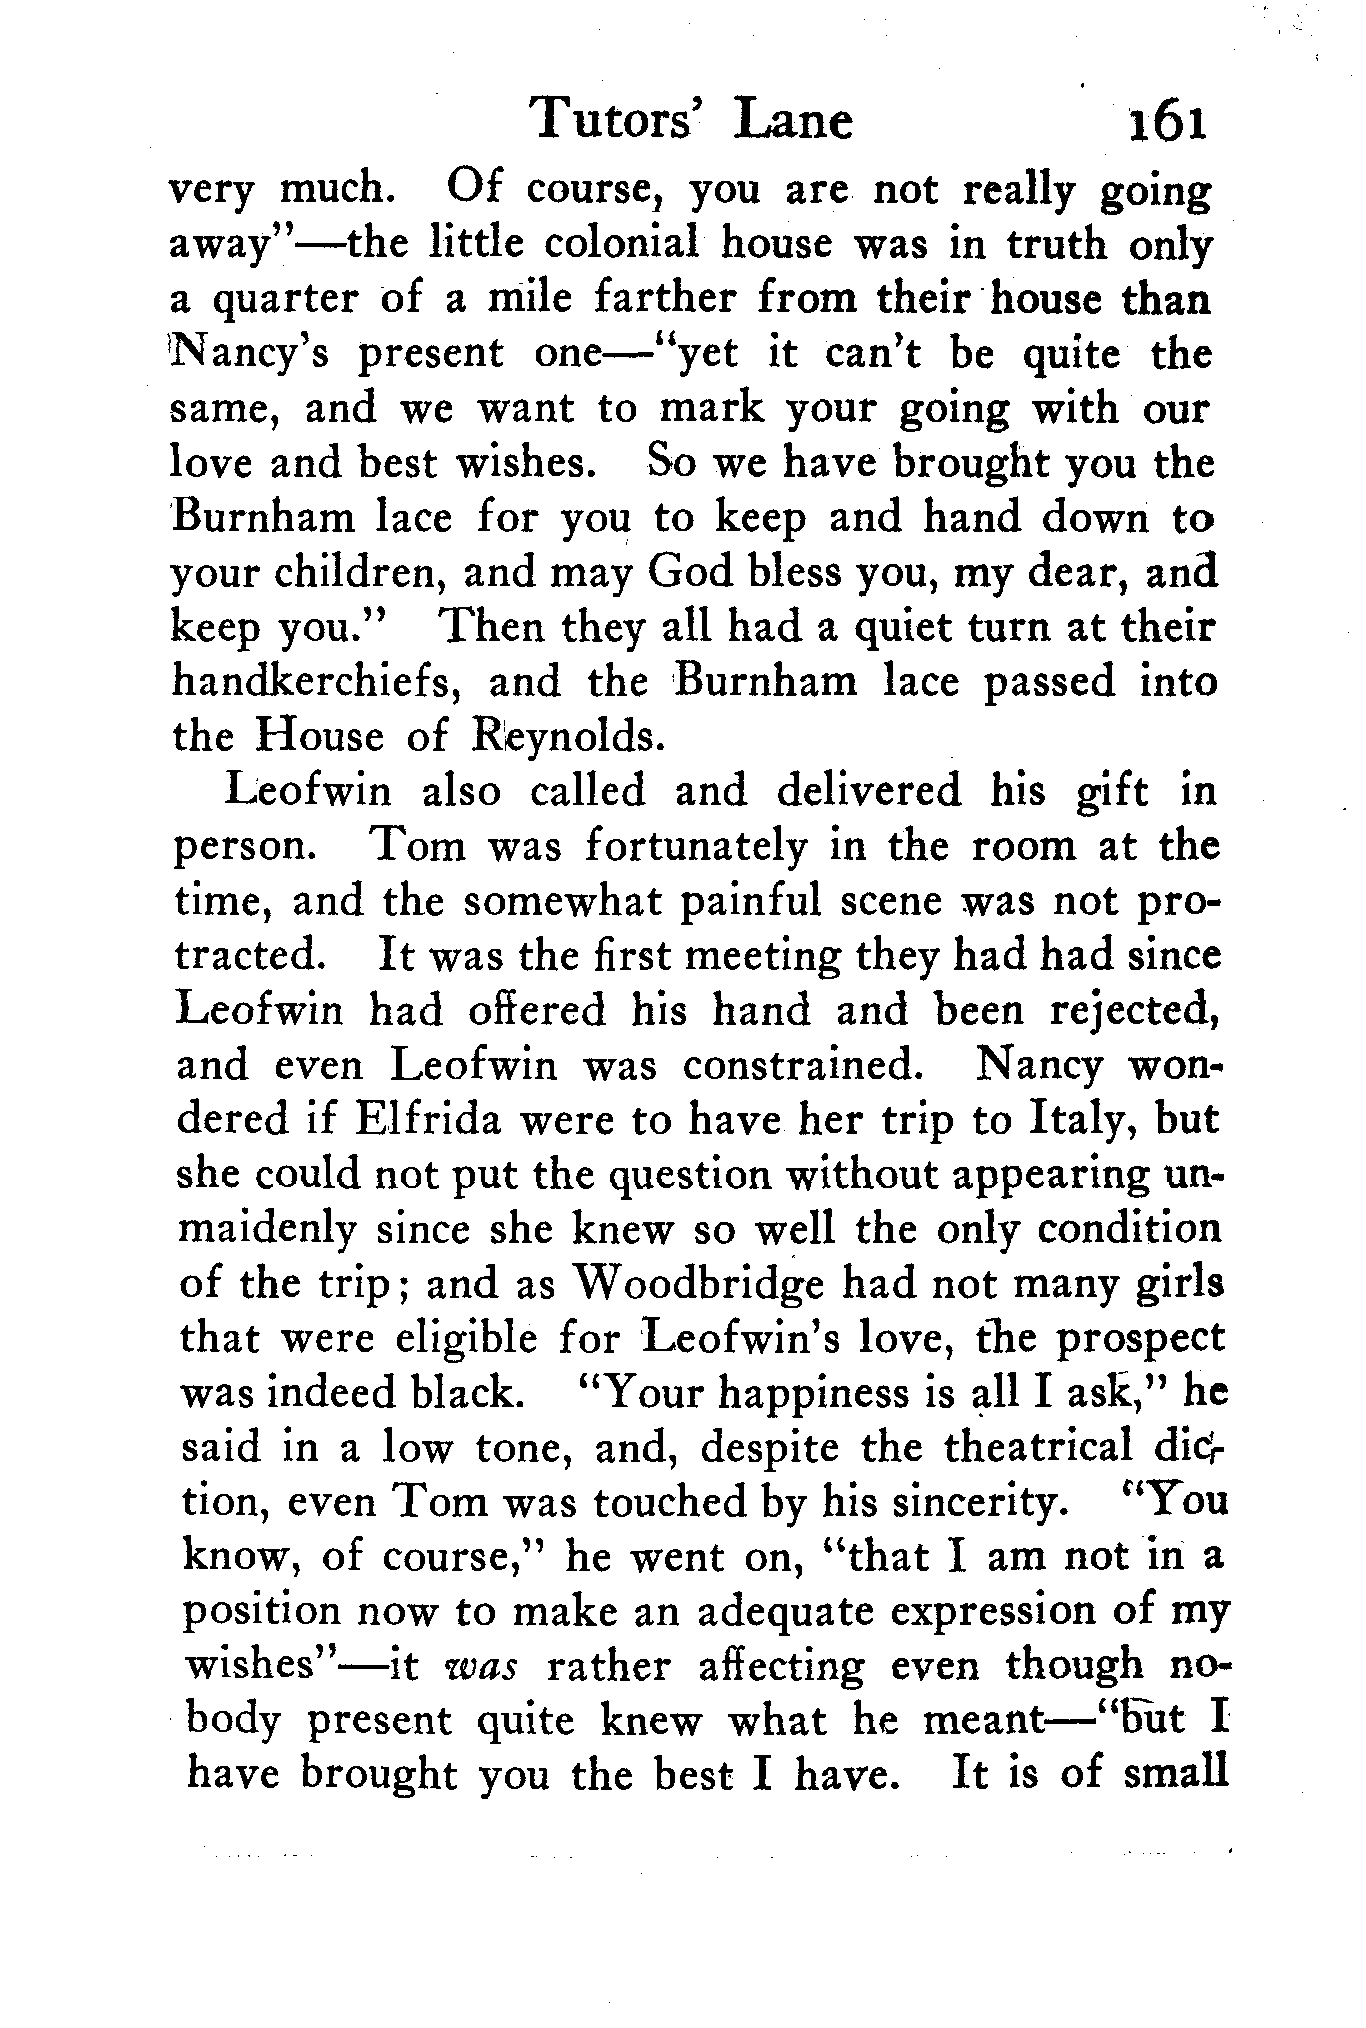 Tutors' Lane 161
very much. Of course, you are not really going
away"—the little colonial house was in truth only
a quarter of a mile farther from their house than
Nancy's present one—"yet it can't be quite the
same, and we want to mark your going with our
love and best wishes. So we have brought you the
Burnham lace for you to keep and hand down to
your children, and may God bless you, my dear, and
keep you." Then they all had a quiet turn at their
handkerchiefs, and the Burnham lace passed into
the House of Reynolds.
Leofwin also called and delivered his gift in
person. Tom was fortunately in the room at the
time, and the somewhat painful scene was not pro-
tracted. It was the first meeting they had had since
Leofwin had offered his hand and been rejected,
and even Leofwin was constrained. Nancy won-
dered if Elfrida were to have her trip to Italy, but
she could not put the question without appearing un-
maidenly since she knew so well the only condition
of the trip; and as Woodbridge had not many girls
that were eligible for Leofwin's love, the prospect
was indeed black. "Your happiness is all I ask," he
said in a low tone, and, despite the theatrical dic-
tion, even Tom was touched by his sincerity. "You
know, of course," he went on, "that I am not in a
position now to make an adequate expression of my
wishes"—it was rather affecting even though no-
body present quite knew what he meant—"but I
have brought you the best I have. It is of small